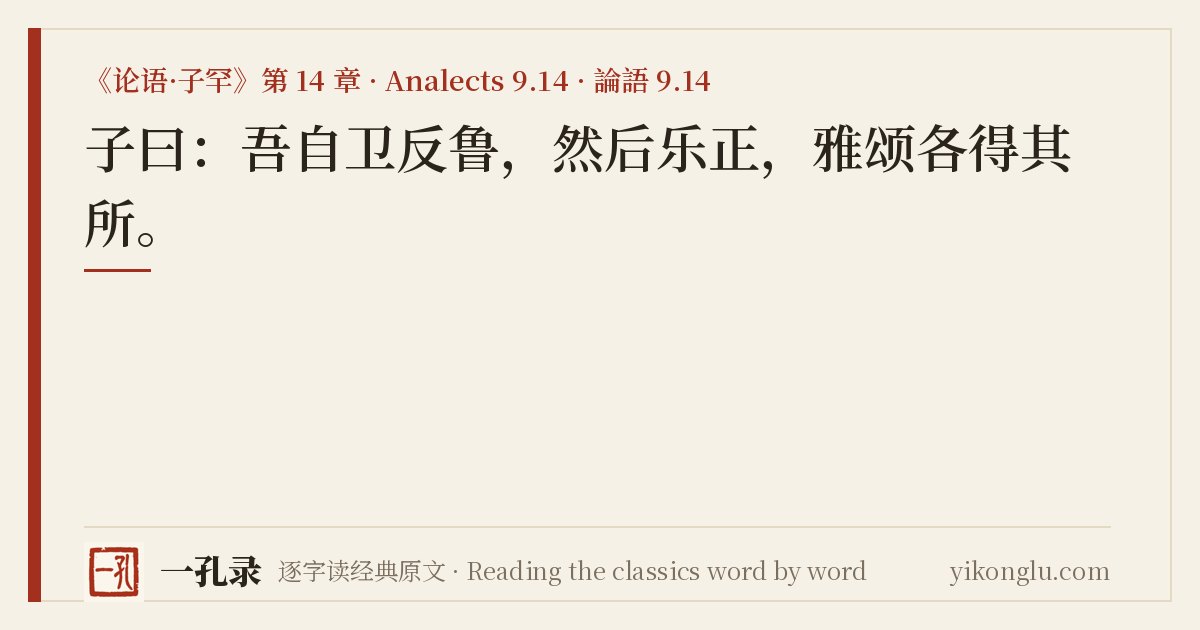 《论语·子罕》第 14 章 · Analects 9.14 · 論語 9.14
子曰：吾自卫反鲁，然后乐正，雅颂各得其
所。
一孔
一孔录 逐字读经典原文 · Reading the classics word by word yikonglu.com